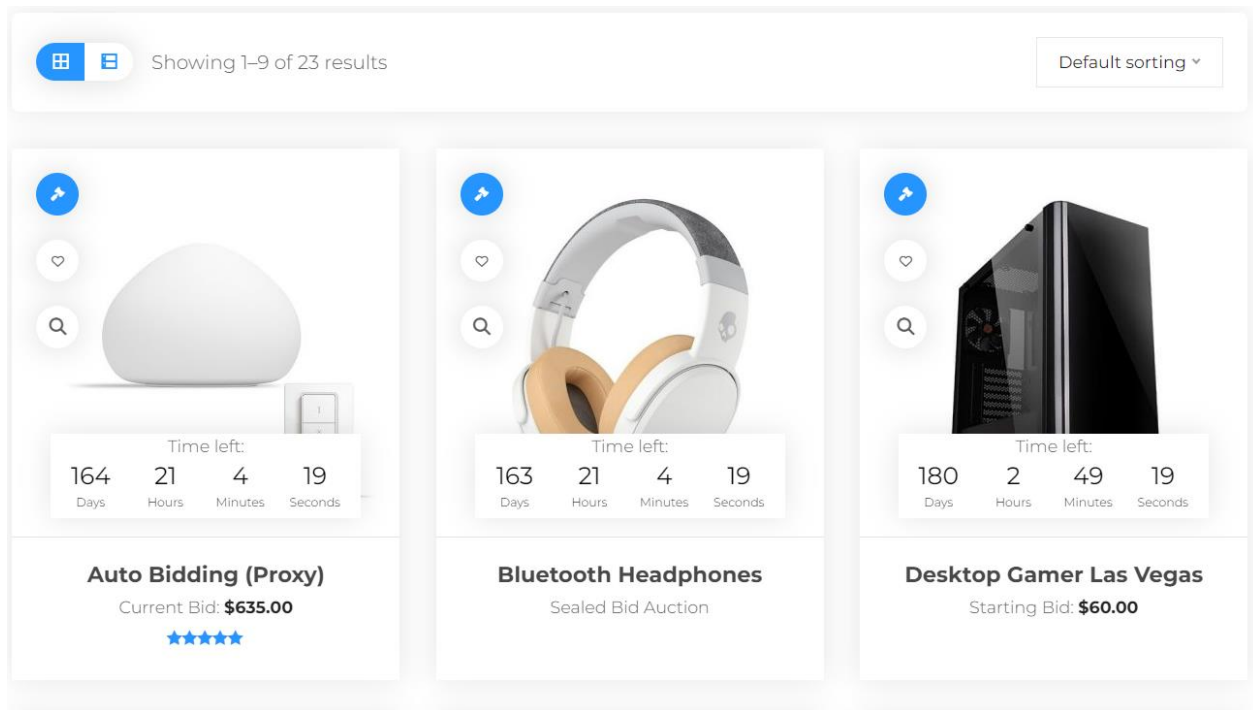 Showing 1–9 of 23 results
Default sorting
Time left:
164 21 4 19
Days Hours Minutes Seconds
Auto Bidding (Proxy)
Current Bid: $635.00
Time left:
163 21 4 19
Days Hours Minutes Seconds
Bluetooth Headphones
Sealed Bid Auction
Time left:
180 2 49 19
Days Hours Minutes Seconds
Desktop Gamer Las Vegas
Starting Bid: $60.00